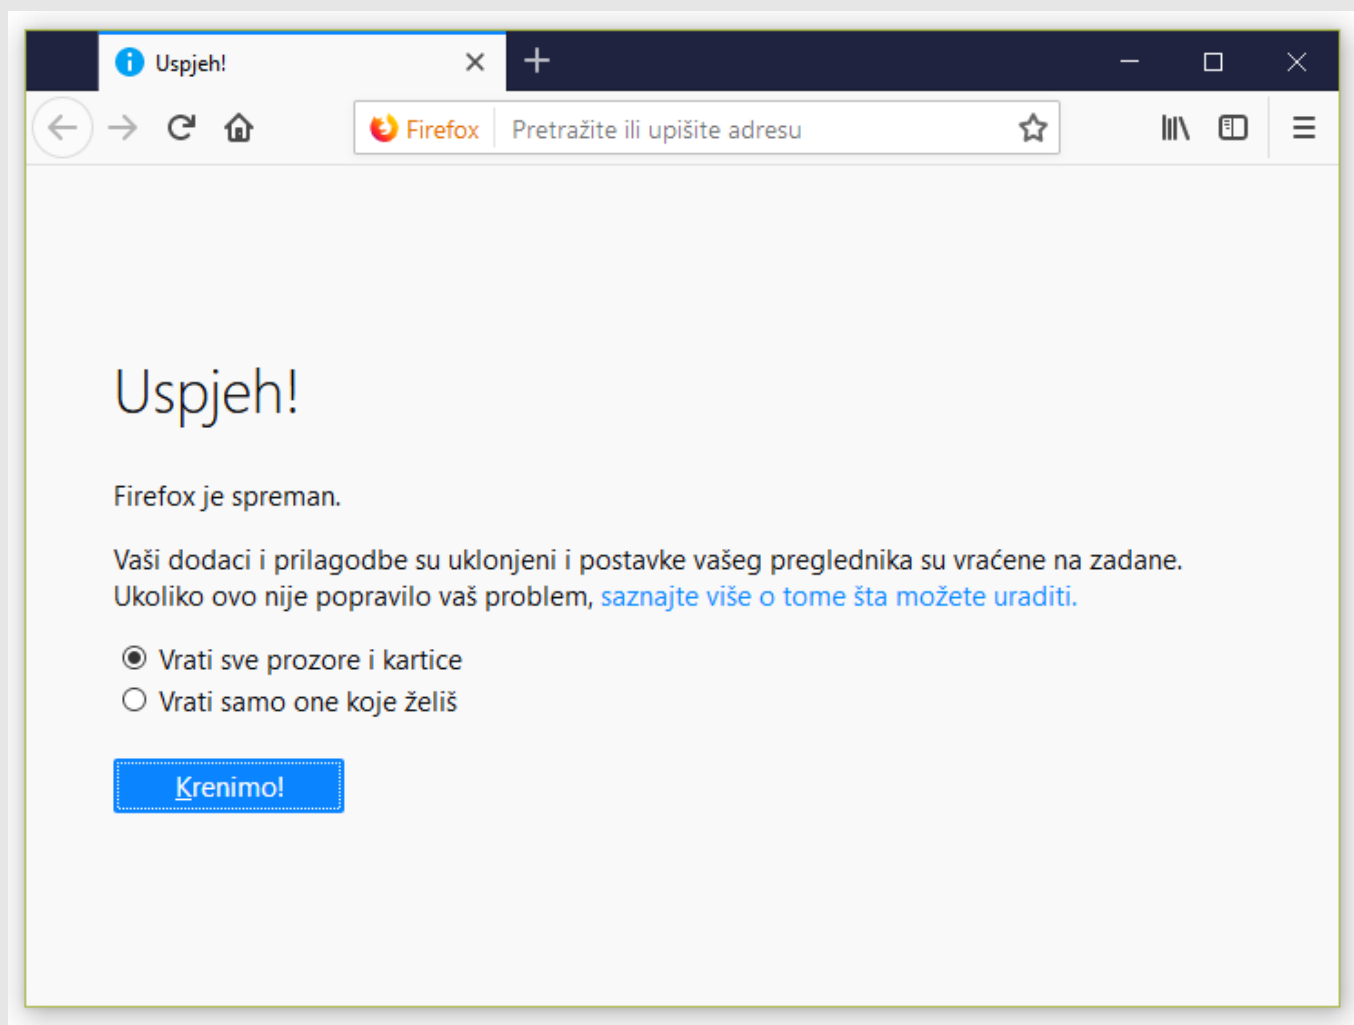 Uspjeh!
Firefox Pretražite ili upišite adresu
Uspjeh!
Firefox je spreman.
Vaši dodaci i prilagodbe su uklonjeni i postavke vašeg preglednika su vraćene na zadane.
Ukoliko ovo nije popravilo vaš problem, saznajte više o tome šta možete uraditi.
Vrati sve prozore i kartice
Vrati samo one koje želiš
Krenimo!